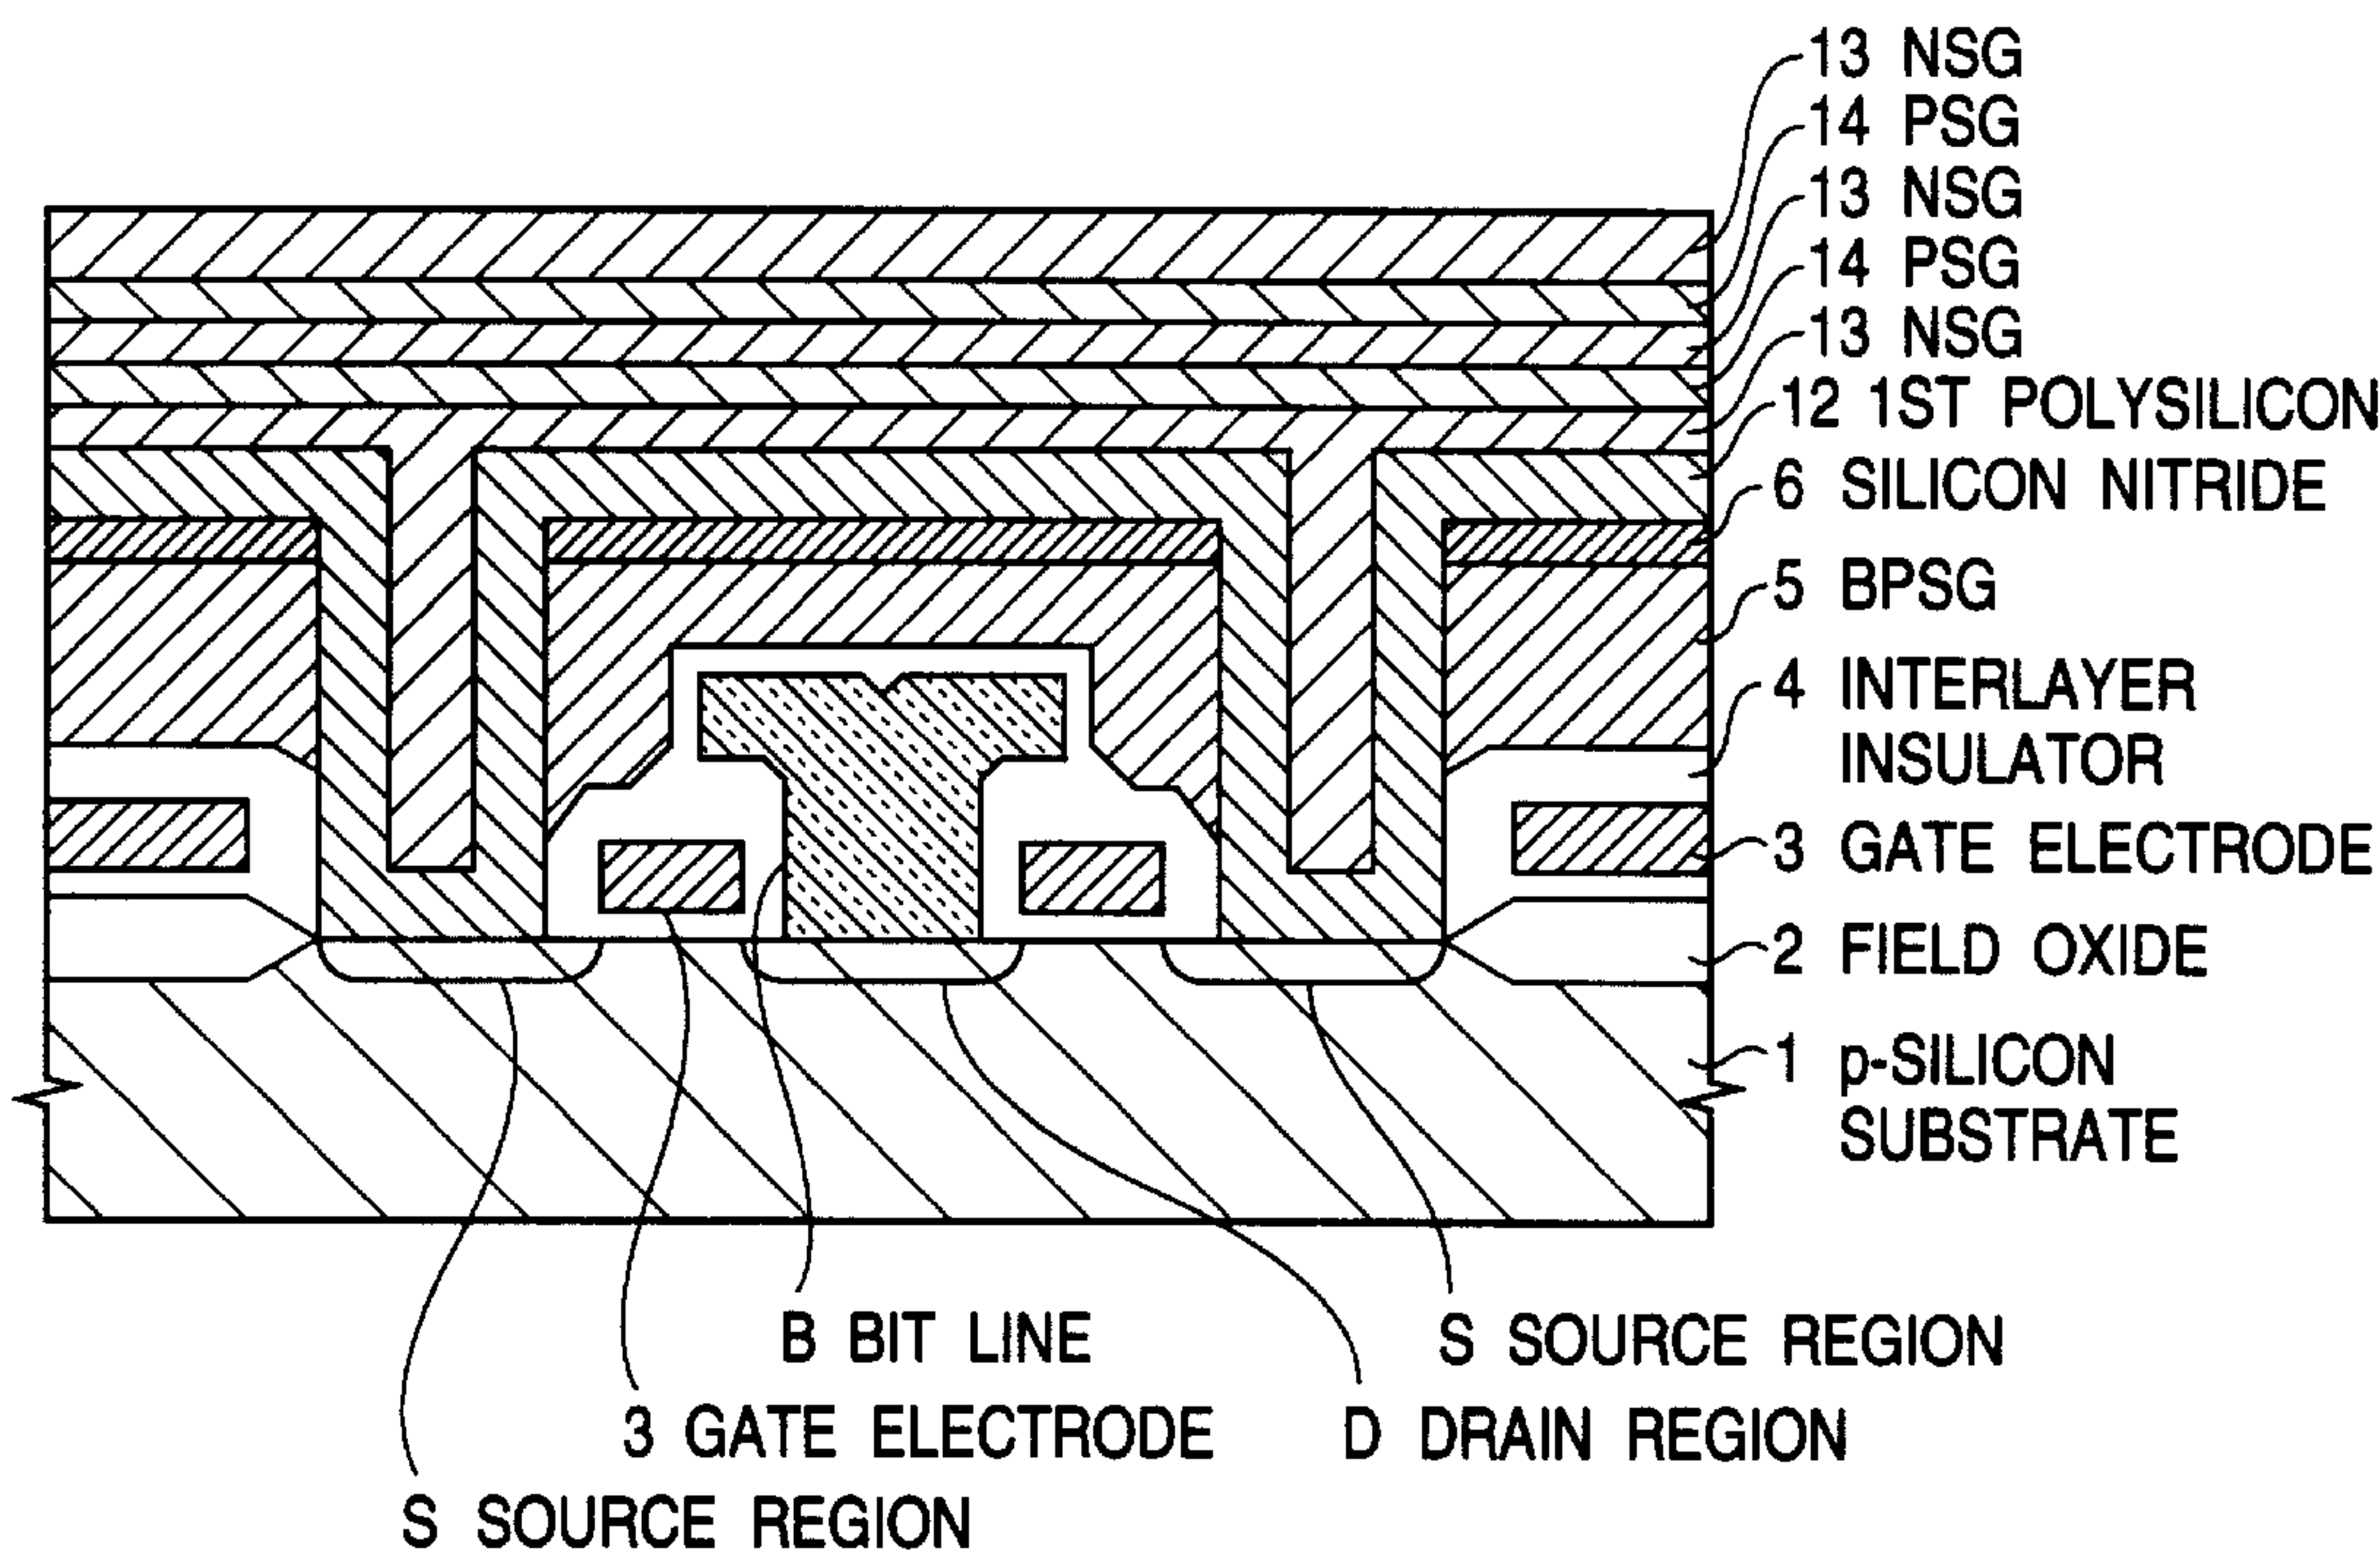 13 NSG
14 PSG
13 NSG
14 PSG
13 NSG
12 1ST POLYSILICON
6 SILICON NITRIDE
5 BPSG
4 INTERLAYER
INSULATOR
3 GATE ELECTRODE
2 FIELD OXIDE
1 p-SILICON
SUBSTRATE
B BIT LINE
S SOURCE REGION
3 GATE ELECTRODE
D DRAIN REGION
S SOURCE REGION